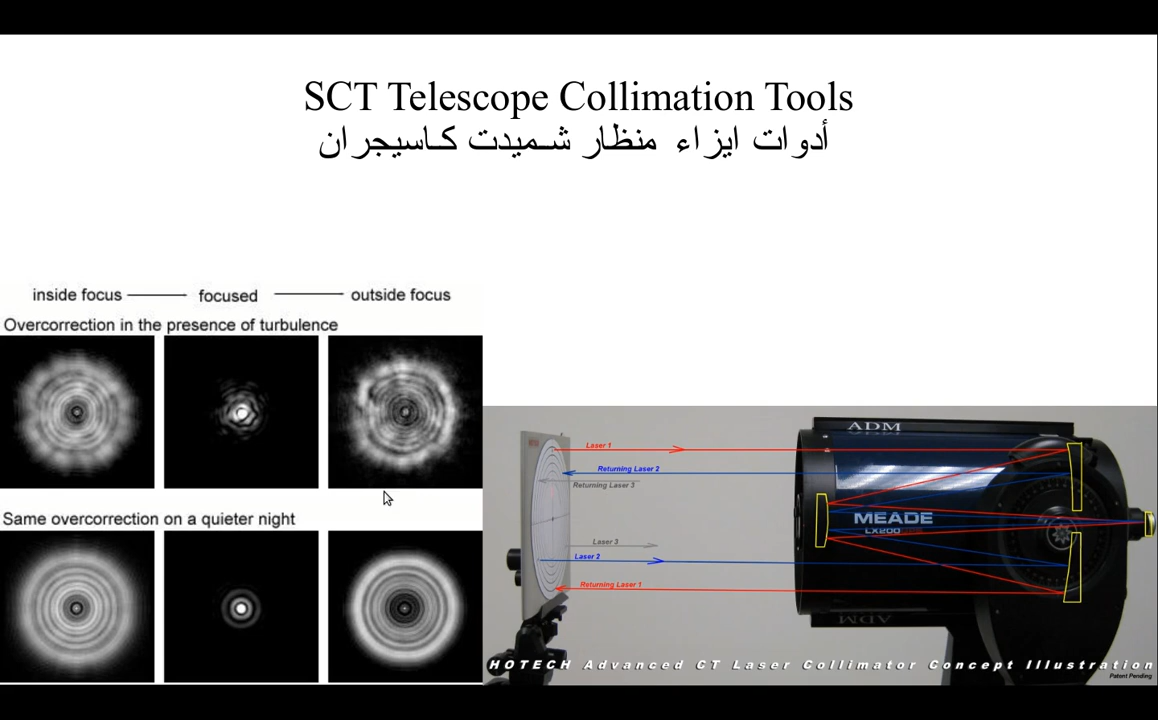 SCT Telescope Collimation Tools
أدوات ايزاء منظار شميدت كاسيجران
inside focus
focused
outside focus
Overcorrection in the presence of turbulence
Same overcorrection on a quieter night
ADM
Laser 1
Returning Laser 2
Returning Laser 3
MEADE
LX200
Laser 3
Laser 2
Returning Laser 1
ADM
HOTECH Advanced CT Laser Collimator Concept Illustration
Patent Pending